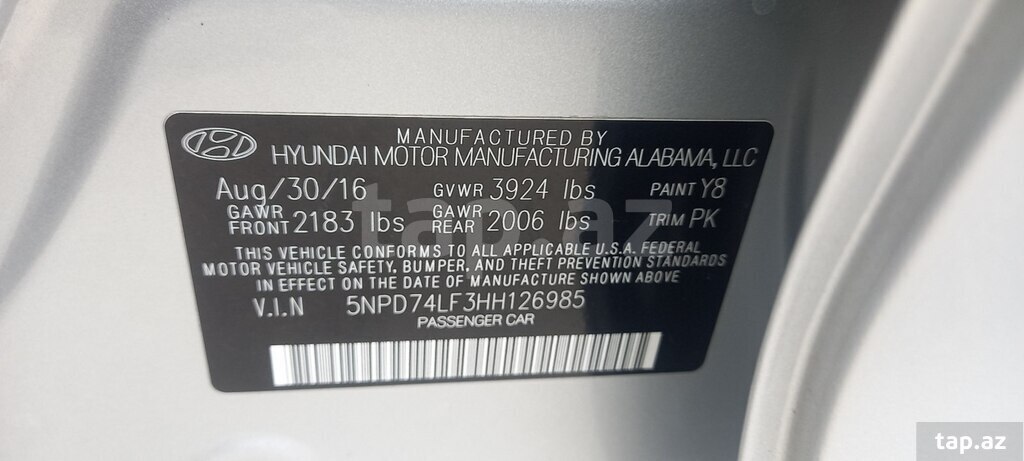 MANUFACTURED BY
HYUNDAI MOTOR MANUFACTURING ALABAMA, LLC
Aug/30/16 GVWR 3924 lbs PAINT Y8
GAWR FRONT 2183 lbs GAWR REAR 2006 lbs TRIM PK
THIS VEHICLE CONFORMS TO ALL APPLICABLE U.S.A. FEDERAL
MOTOR VEHICLE SAFETY, BUMPER, AND THEFT PREVENTION STANDARDS
IN EFFECT ON THE DATE OF MANUFACTURE SHOWN ABOVE
V.I.N 5NPD74LF3HH126985
PASSENGER CAR
tap.az
tap.az